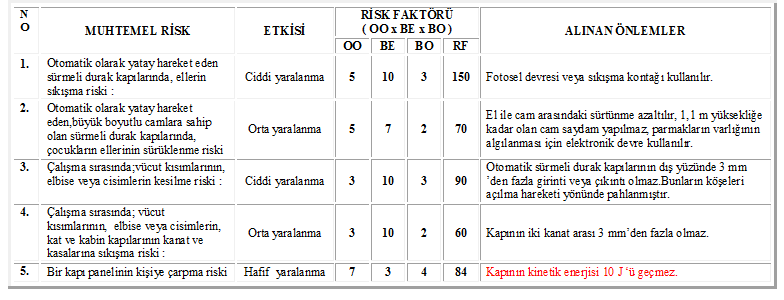 N
O
MUHTEMEL RİSK
ETKİSİ
RİSK FAKTÖRÜ
( OO x BE x BO )
ALINAN ÖNLEMLER
OO BE BO RF
1. Otomatik olarak yatay hareket eden
sürmeli durak kapılarında, ellerin
sıkışma riski :
Ciddi yaralanma 5 10 3 150 Fotosel devresi veya sıkışma kontağı kullanılır.
2. Otomatik olarak yatay hareket
eden,büyük boyutlu camlara sahip
olan sürmeli durak kapılarında,
çocukların ellerinin sürüklenme riski
Orta yaralanma 5 7 2 70
El ile cam arasındaki sürtünme azaltılır, 1,1 m yüksekliğe
kadar olan cam saydam yapılmaz, parmakların varlığının
algılanması için elektronik devre kullanılır.
3. Çalışma sırasında;vücut kısımlarının,
elbise veya cisimlerin kesilme riski :
Ciddi yaralanma 3 10 3 90
Otomatik sürmeli durak kapılarının dış yüzünde 3 mm
'den fazla girinti veya çıkıntı olmaz.Bunların köşeleri
açılma hareketi yönünde pahlanmıştır.
4. Çalışma sırasında; vücut
kısımlarının, elbise veya cisimlerin,
kat ve kabin kapılarının kanat ve
kasalarına sıkışma riski :
Orta yaralanma 3 10 2 60 Kapının iki kanat arası 3 mm'den fazla olmaz.
5. Bir kapı panelinin kişiye çarpma riski Hafif yaralanma 7 3 4 84 Kapının kinetik enerjisi 10 J 'ü geçmez.